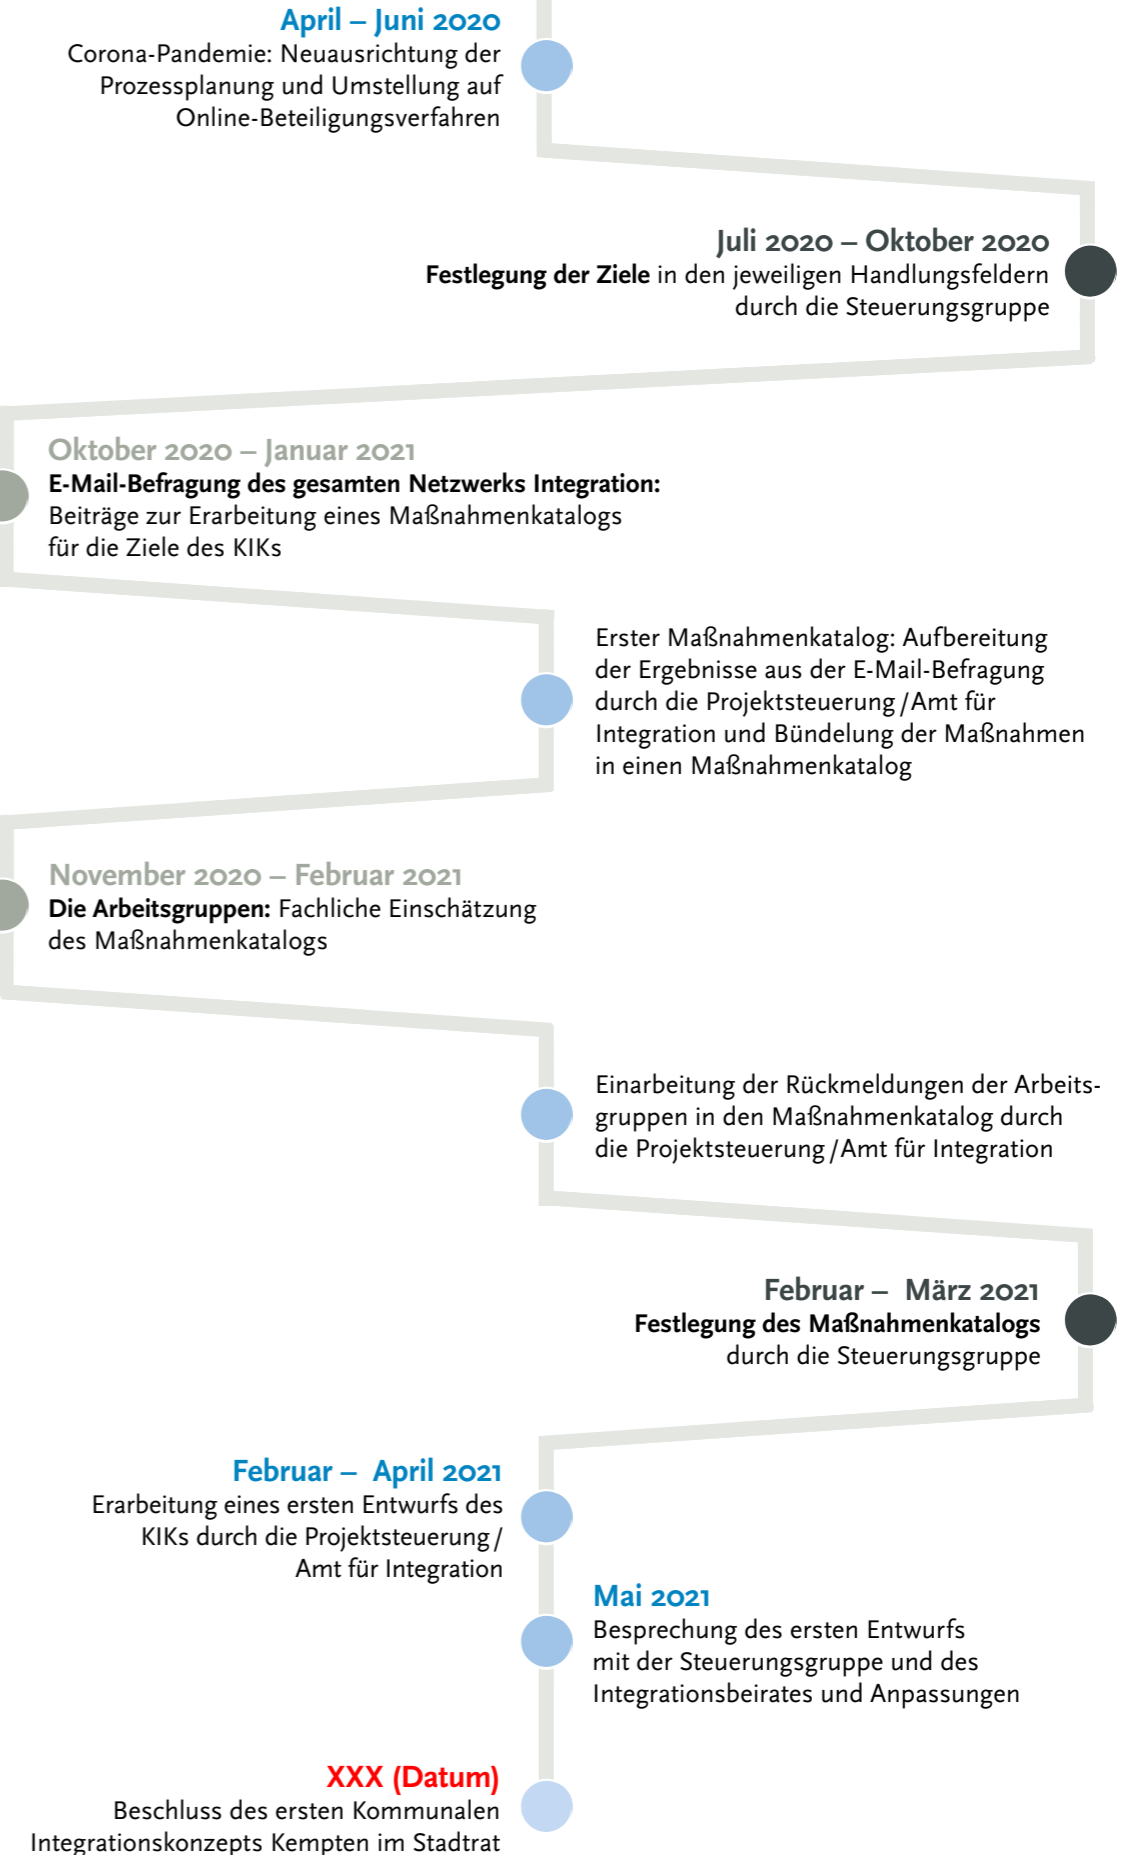 April – Juni 2020
Corona-Pandemie: Neuausrichtung der
Prozessplanung und Umstellung auf
Online-Beteiligungsverfahren
Juli 2020 – Oktober 2020
Festlegung der Ziele in den jeweiligen Handlungsfeldern
durch die Steuerungsgruppe
Oktober 2020 – Januar 2021
E-Mail-Befragung des gesamten Netzwerks Integration:
Beiträge zur Erarbeitung eines Maßnahmenkatalogs
für die Ziele des KIKs
Erster Maßnahmenkatalog: Aufbereitung
der Ergebnisse aus der E-Mail-Befragung
durch die Projektsteuerung /Amt für
Integration und Bündelung der Maßnahmen
in einen Maßnahmenkatalog
November 2020 – Februar 2021
Die Arbeitsgruppen: Fachliche Einschätzung
des Maßnahmenkatalogs
Einarbeitung der Rückmeldungen der Arbeits-
gruppen in den Maßnahmenkatalog durch
die Projektsteuerung /Amt für Integration
Februar – März 2021
Festlegung des Maßnahmenkatalogs
durch die Steuerungsgruppe
Februar – April 2021
Erarbeitung eines ersten Entwurfs des
KIKs durch die Projektsteuerung /
Amt für Integration
Mai 2021
Besprechung des ersten Entwurfs
mit der Steuerungsgruppe und des
Integrationsbeirates und Anpassungen
XXX (Datum)
Beschluss des ersten Kommunalen
Integrationskonzepts Kempten im Stadtrat